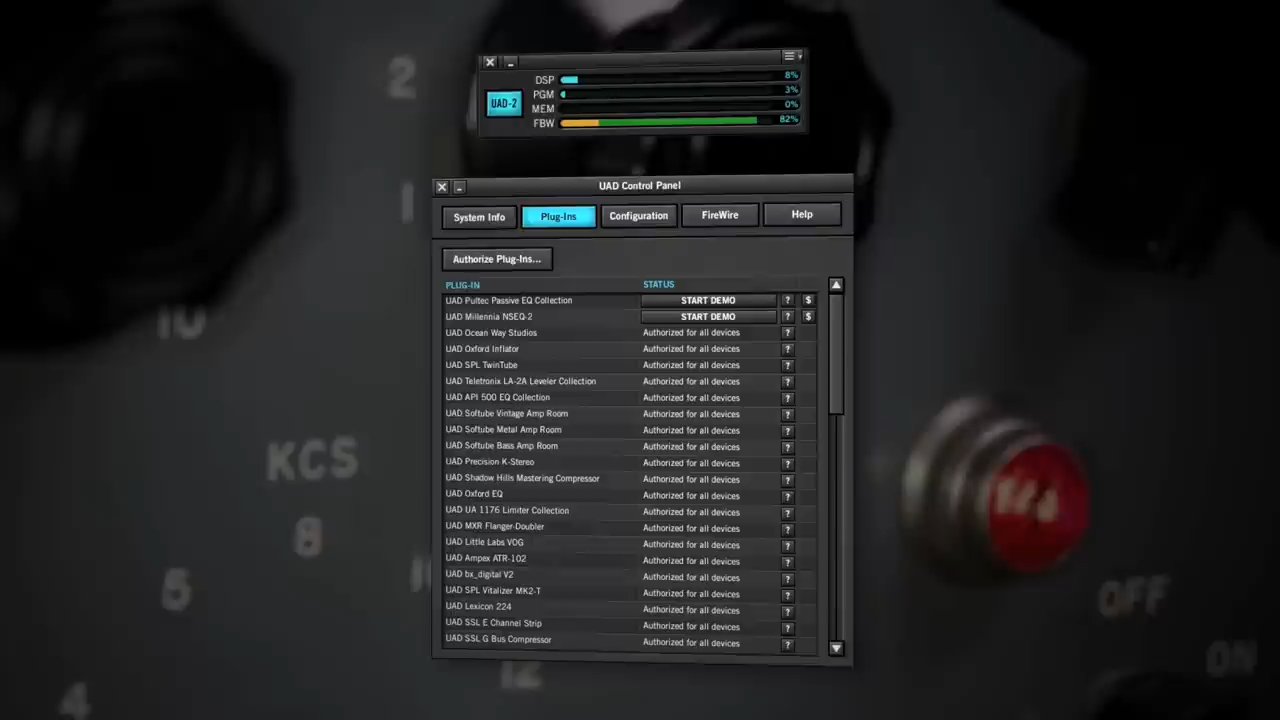 DSP 8%
PGM 3%
UAD-2
MEM 0%
FBW 82%
UAD Control Panel
System Info Plug-Ins Configuration FireWire Help
Authorize Plug-Ins...
PLUG-IN STATUS
UAD Pultec Passive EQ Collection START DEMO ? $
UAD Millennia NSEQ-2 START DEMO ? $
UAD Ocean Way Studios Authorized for all devices ?
UAD Oxford Inflator Authorized for all devices ?
UAD SPL TwinTube Authorized for all devices ?
UAD Teletronix LA-2A Leveler Collection Authorized for all devices ?
UAD API 500 EQ Collection Authorized for all devices ?
UAD Softube Vintage Amp Room Authorized for all devices ?
UAD Softube Metal Amp Room Authorized for all devices ?
UAD Softube Bass Amp Room Authorized for all devices ?
UAD Precision K-Stereo Authorized for all devices ?
UAD Shadow Hills Mastering Compressor Authorized for all devices ?
UAD Oxford EQ Authorized for all devices ?
UAD UA 1176 Limiter Collection Authorized for all devices ?
UAD MXR Flanger-Doubler Authorized for all devices ?
UAD Little Labs VOG Authorized for all devices ?
UAD Ampex ATR-102 Authorized for all devices ?
UAD bx_digital V2 Authorized for all devices ?
UAD SPL Vitalizer MK2-T Authorized for all devices ?
UAD Lexicon 224 Authorized for all devices ?
UAD SSL E Channel Strip Authorized for all devices ?
UAD SSL G Bus Compressor Authorized for all devices ?
2
1
10
KCS
8
5
4
12
OFF
ON